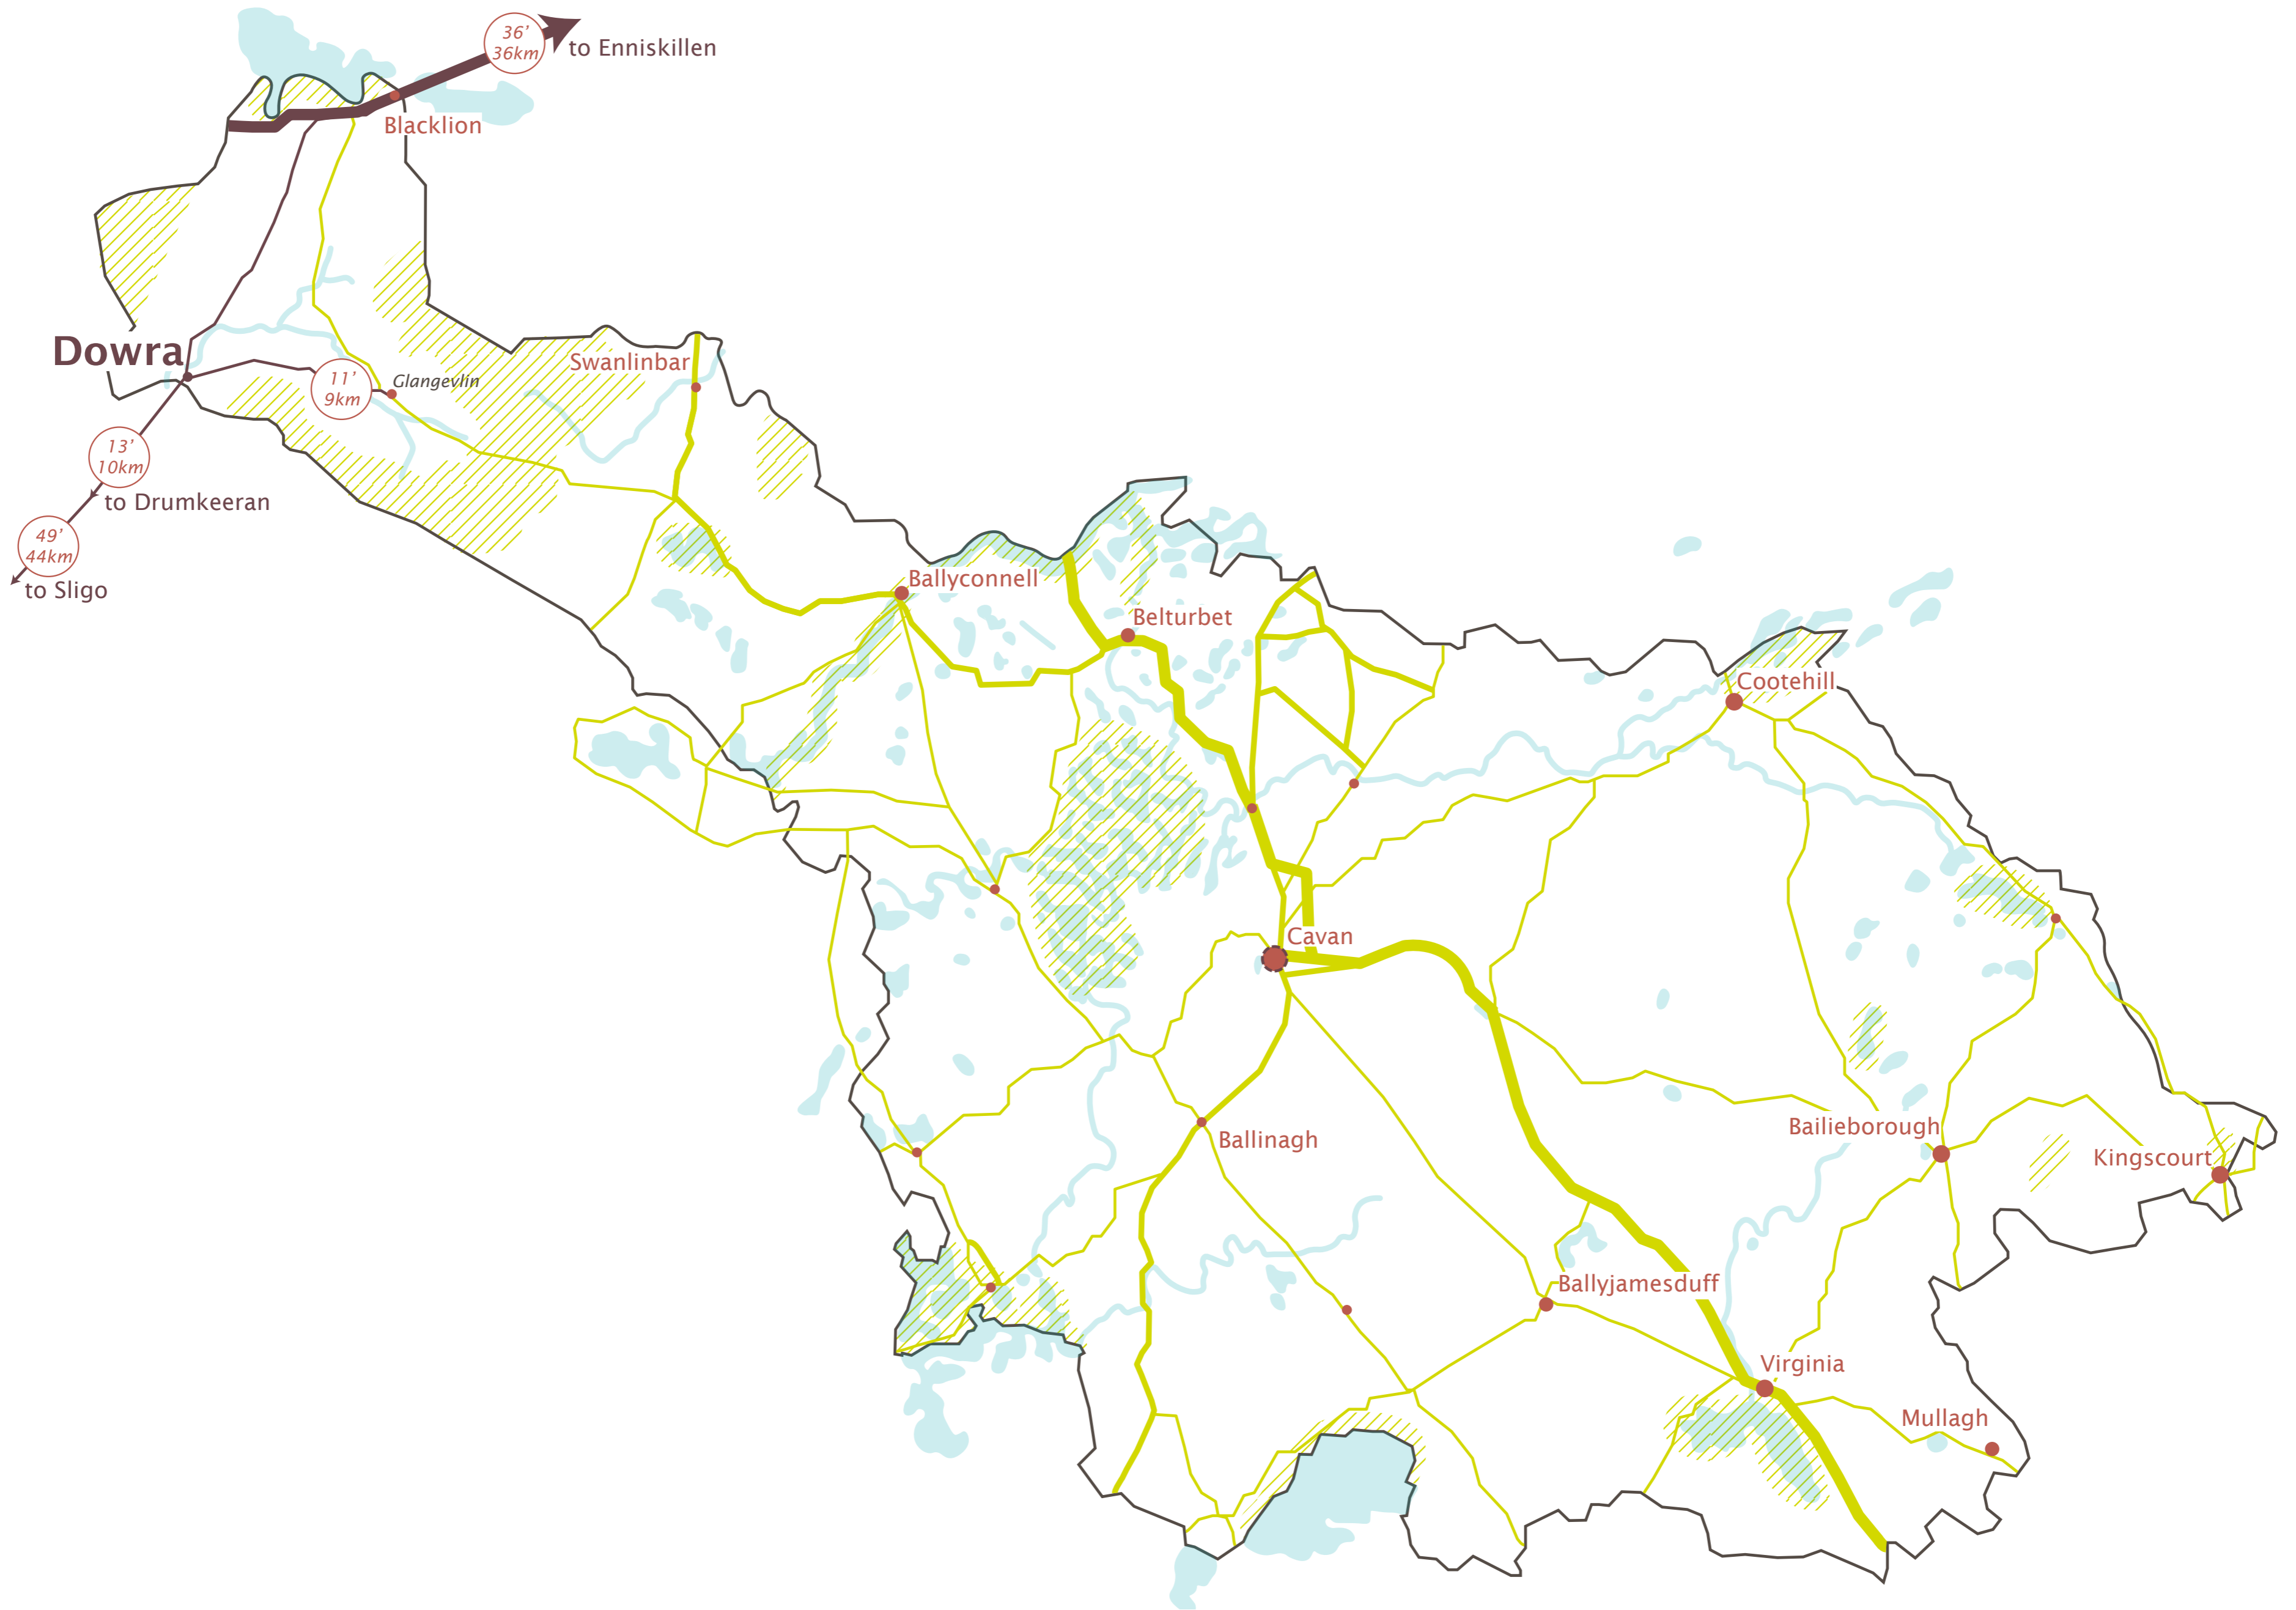 36'
36km
to Enniskillen
Blacklion
Dowra
Swanlinbar
11'
9km
Glangevlin
13'
10km
to Drumkeeran
49'
44km
to Sligo
Ballyconnell
Belturbet
Cootehill
Cavan
Bailieborough
Ballinagh
Kingscourt
Ballyjamesduff
Virginia
Mullagh